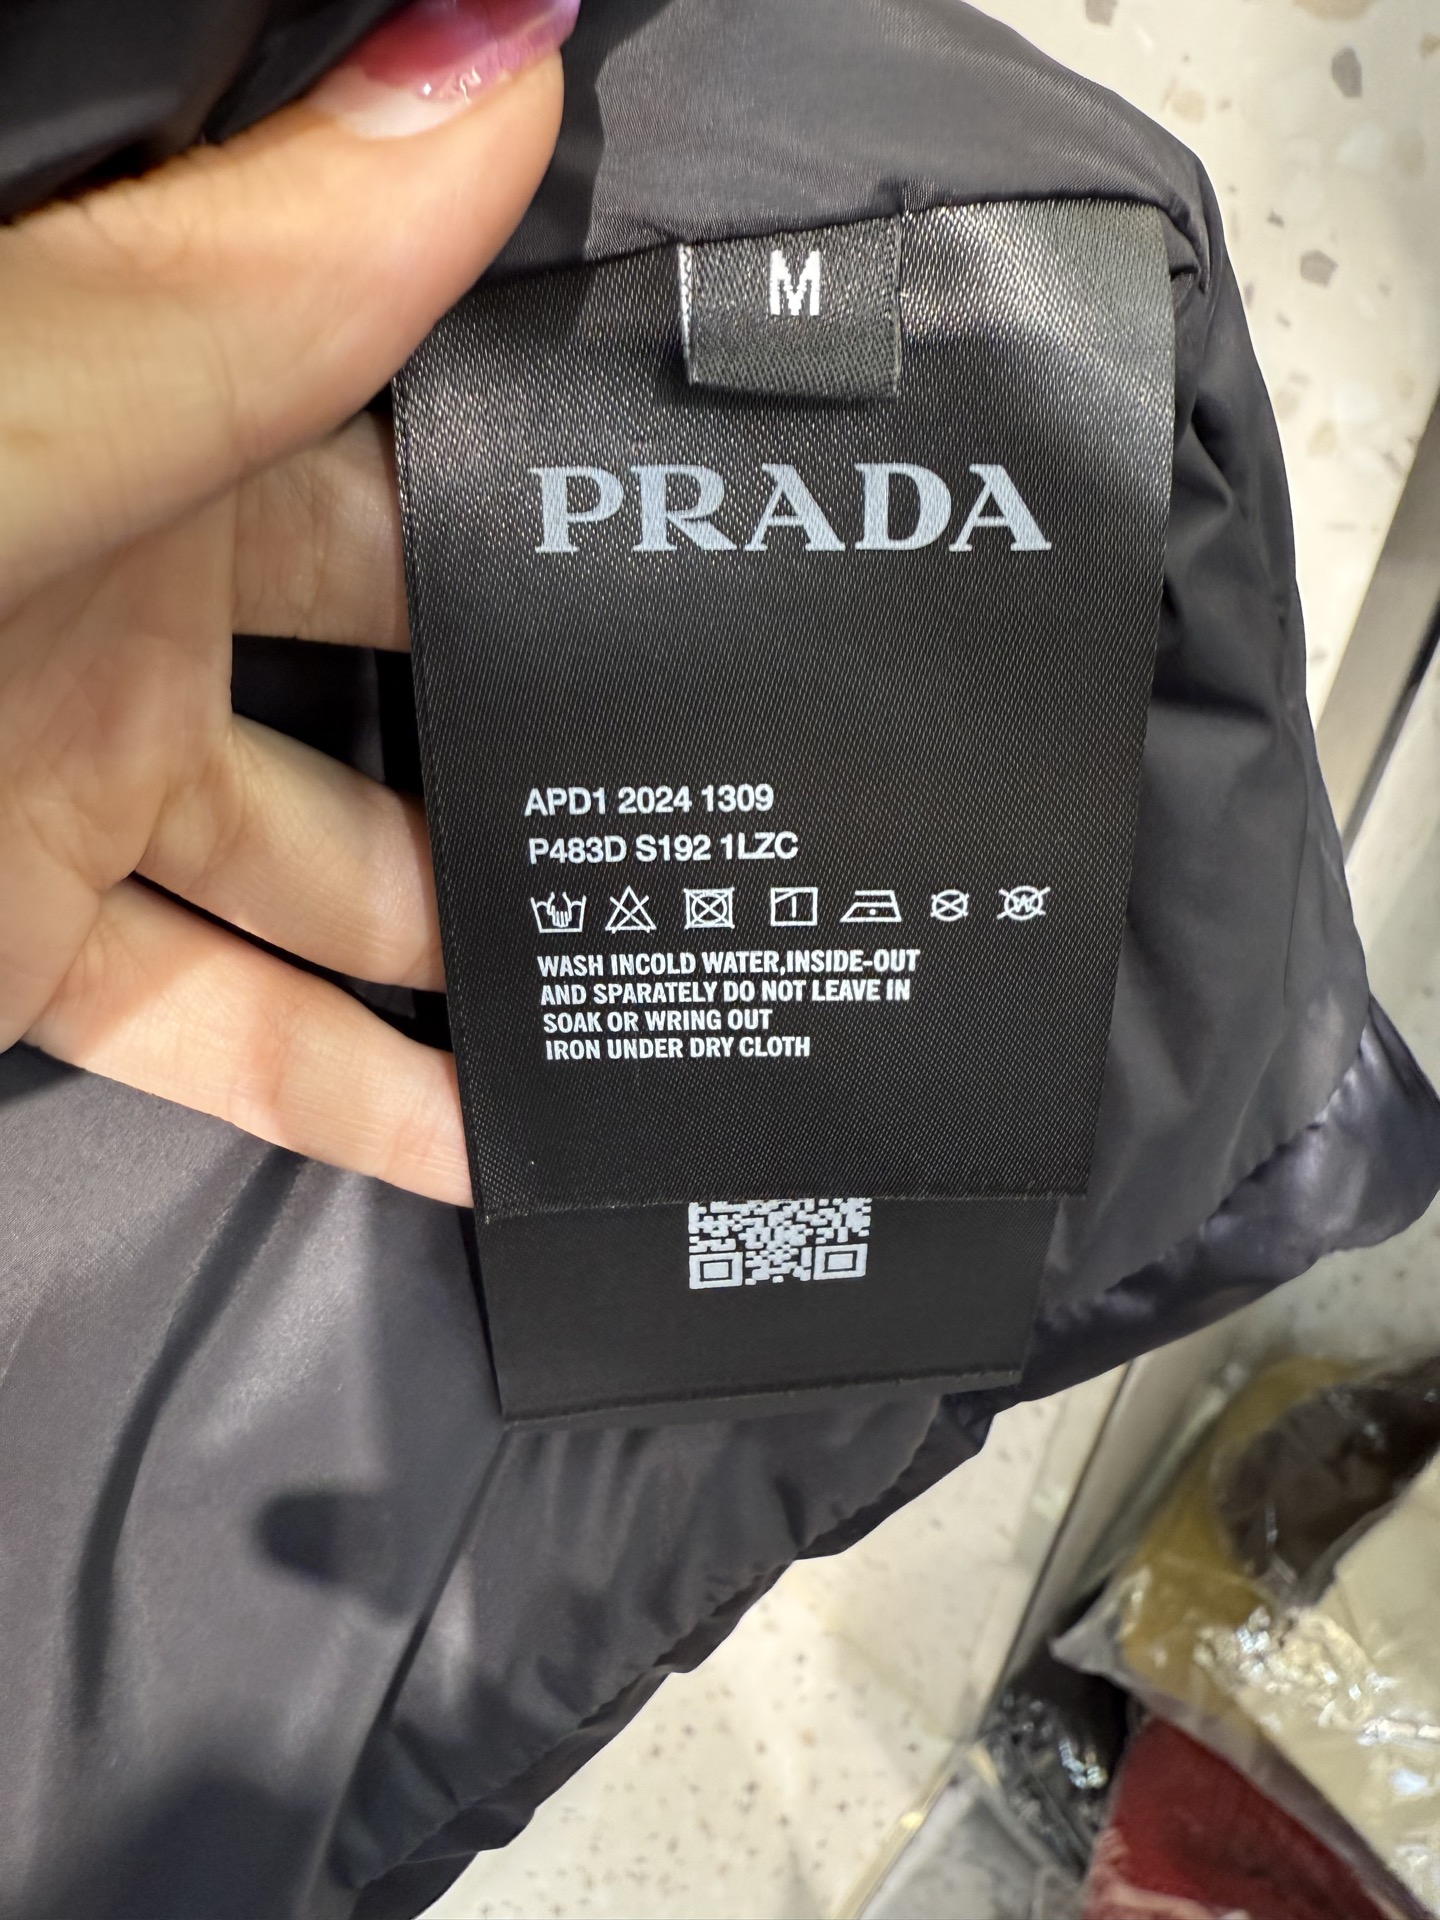 M
PRADA
APD1 2024 1309
P483D S192 1LZC
WASH INCOLD WATER,INSIDE-OUT
AND SPARATELY DO NOT LEAVE IN
SOAK OR WRING OUT
IRON UNDER DRY CLOTH